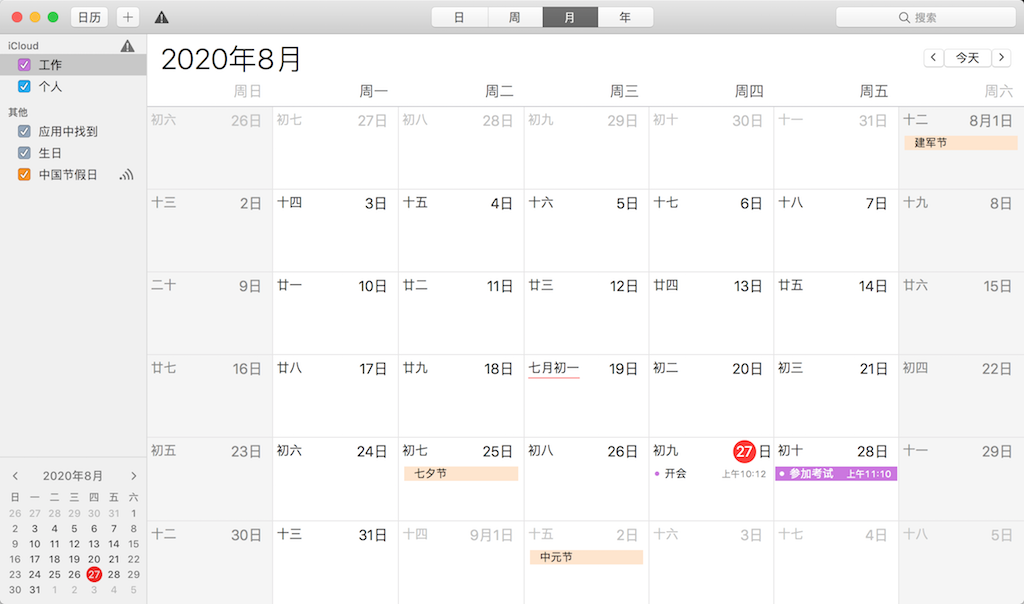 日历 日 周 月 年 搜索
iCloud
工作
个人
其他
应用中找到
生日
中国节假日
2020年8月 今天
周日 周一 周二 周三 周四 周五 周六
初六 26日 初七 27日 初八 28日 初九 29日 初十 30日 十一 31日 十二 8月1日
建军节
十三 2日 十四 3日 十五 4日 十六 5日 十七 6日 十八 7日 十九 8日
二十 9日 廿一 10日 廿二 11日 廿三 12日 廿四 13日 廿五 14日 廿六 15日
廿七 16日 廿八 17日 廿九 18日 七月初一 19日 初二 20日 初三 21日 初四 22日
初五 23日 初六 24日 初七 25日 初八 26日 初九 27日 初十 28日 十一 29日
七夕节 开会 上午10:12 参加考试 上午11:10
十二 30日 十三 31日 十四 9月1日 十五 2日 十六 3日 十七 4日 十八 5日
中元节
2020年8月
日 一 二 三 四 五 六
26 27 28 29 30 31 1
2 3 4 5 6 7 8
9 10 11 12 13 14 15
16 17 18 19 20 21 22
23 24 25 26 27 28 29
30 31 1 2 3 4 5